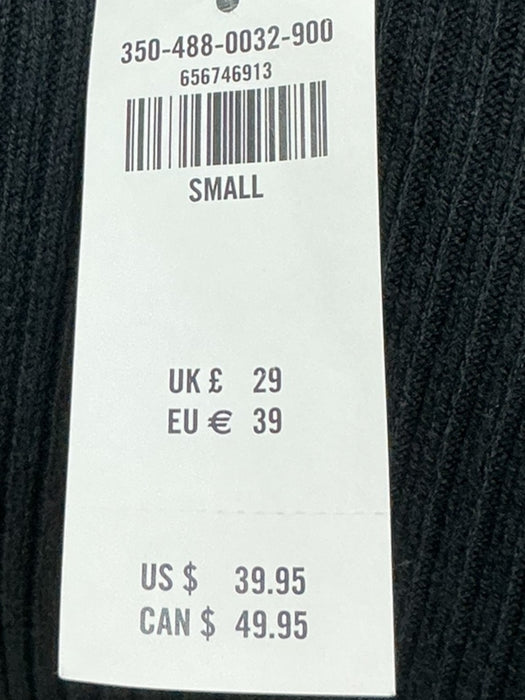 350-488-0032-900
656746913
SMALL
UK £ 29
EU € 39
US $ 39.95
CAN $ 49.95